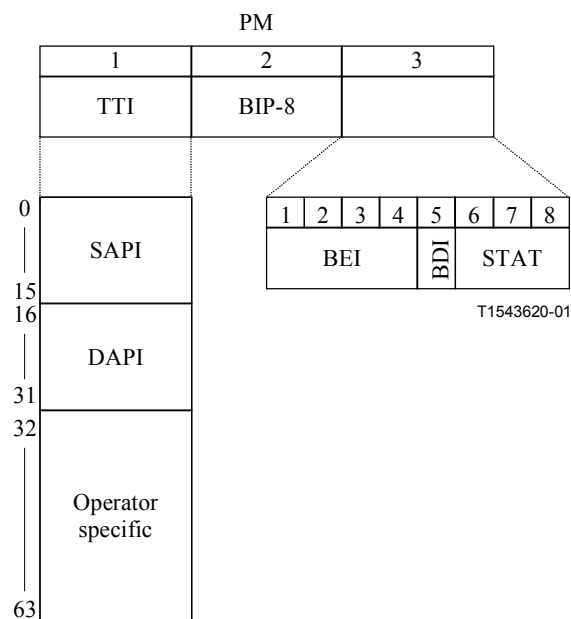 PM
1 2 3
TTI BIP-8
0
SAPI
15
16
DAPI
31
32
Operator
specific
63
1 2 3 4 5 6 7 8
BEI BDI STAT
T1543620-01